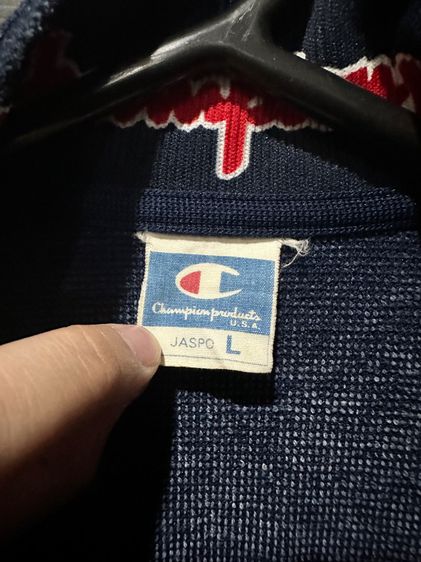 Champion products
U.S.A.
JASPO L